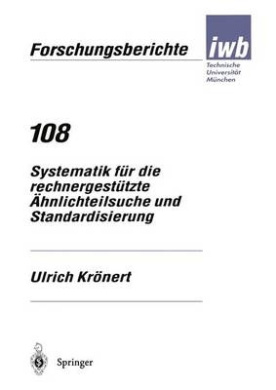 Forschungsberichte
iwb
Technische
Universität
München
108
Systematik für die
rechnergestützte
Ähnlichteilsuche und
Standardisierung
Ulrich Krönert
Springer